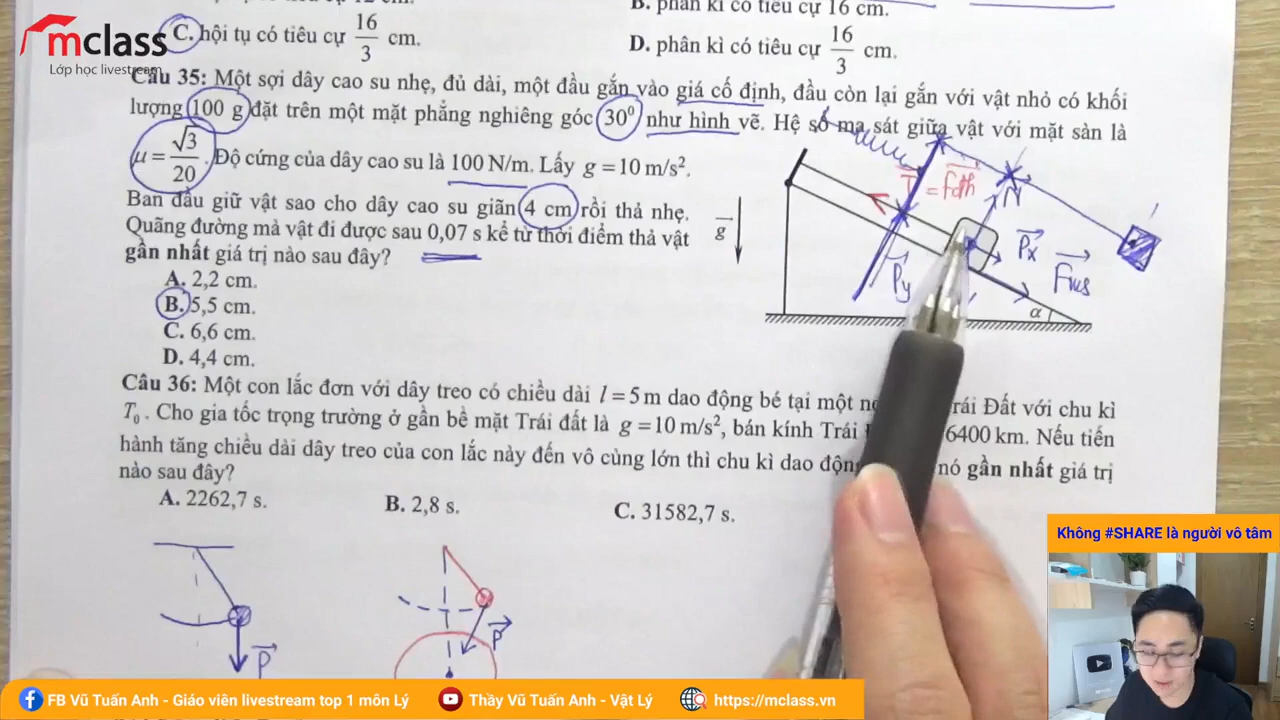 B. phân kì có tiêu cự 16 cm.
mclass
Lớp học livestream
C. hội tụ có tiêu cự 16/3 cm.
D. phân kì có tiêu cự 16/3 cm.
Câu 35: Một sợi dây cao su nhẹ, đủ dài, một đầu gắn vào giá cố định, đầu còn lại gắn với vật nhỏ có khối
lượng 100 g đặt trên một mặt phẳng nghiêng góc 30⁰ như hình vẽ. Hệ số ma sát giữa vật với mặt sàn là
μ = √3/20. Độ cứng của dây cao su là 100 N/m. Lấy g = 10 m/s².
Ban đầu giữ vật sao cho dây cao su giãn 4 cm rồi thả nhẹ.
Quãng đường mà vật đi được sau 0,07 s kể từ thời điểm thả vật
gần nhất giá trị nào sau đây?
A. 2,2 cm.
B. 5,5 cm.
C. 6,6 cm.
D. 4,4 cm.
g
T = Fđh
N
Px
Py
Fms
α
Câu 36: Một con lắc đơn với dây treo có chiều dài l = 5 m dao động bé tại một rái Đất với chu kì
T₀. Cho gia tốc trọng trường ở gần bề mặt Trái đất là g = 10 m/s², bán kính Trái 6400 km. Nếu tiến
hành tăng chiều dài dây treo của con lắc này đến vô cùng lớn thì chu kì dao độn nó gần nhất giá trị
nào sau đây?
A. 2262,7 s.
B. 2,8 s.
C. 31582,7 s.
P
P
Không #SHARE là người vô tâm
FB Vũ Tuấn Anh - Giáo viên livestream top 1 môn Lý
Thầy Vũ Tuấn Anh - Vật Lý
https://mclass.vn